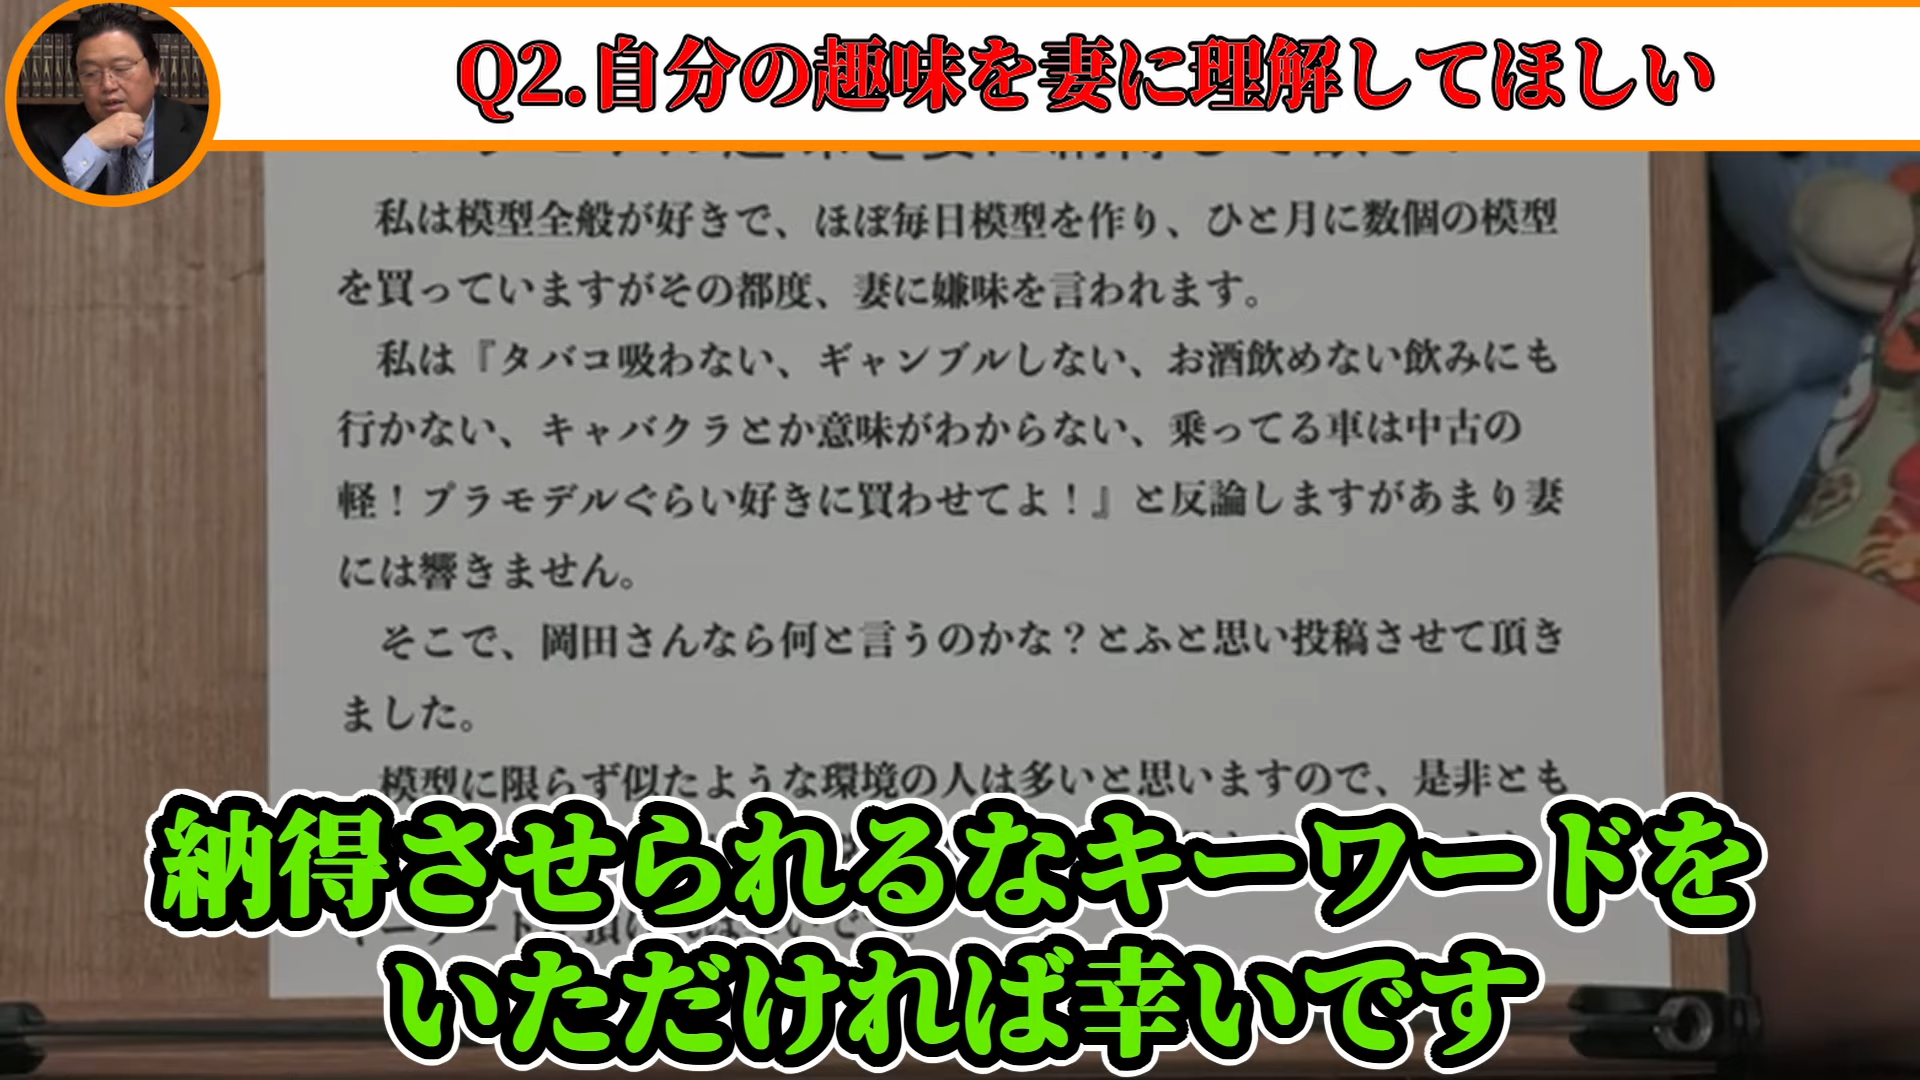 Q2.自分の趣味を妻に理解してほしい
私は模型全般が好きで、ほぼ毎日模型を作り、ひと月に数個の模型
を買っていますがその都度、妻に嫌味を言われます。
私は『タバコ吸わない、ギャンブルしない、お酒飲めない飲みにも
行かない、キャバクラとか意味がわからない、乗ってる車は中古の
軽！プラモデルぐらい好きに買わせてよ！』と反論しますがあまり妻
には響きません。
そこで、岡田さんなら何と言うのかな？とふと思い投稿させて頂き
ました。
模型に限らず似たような環境の人は多いと思いますので、是非とも
納得させられるなキーワードを
いただければ幸いです